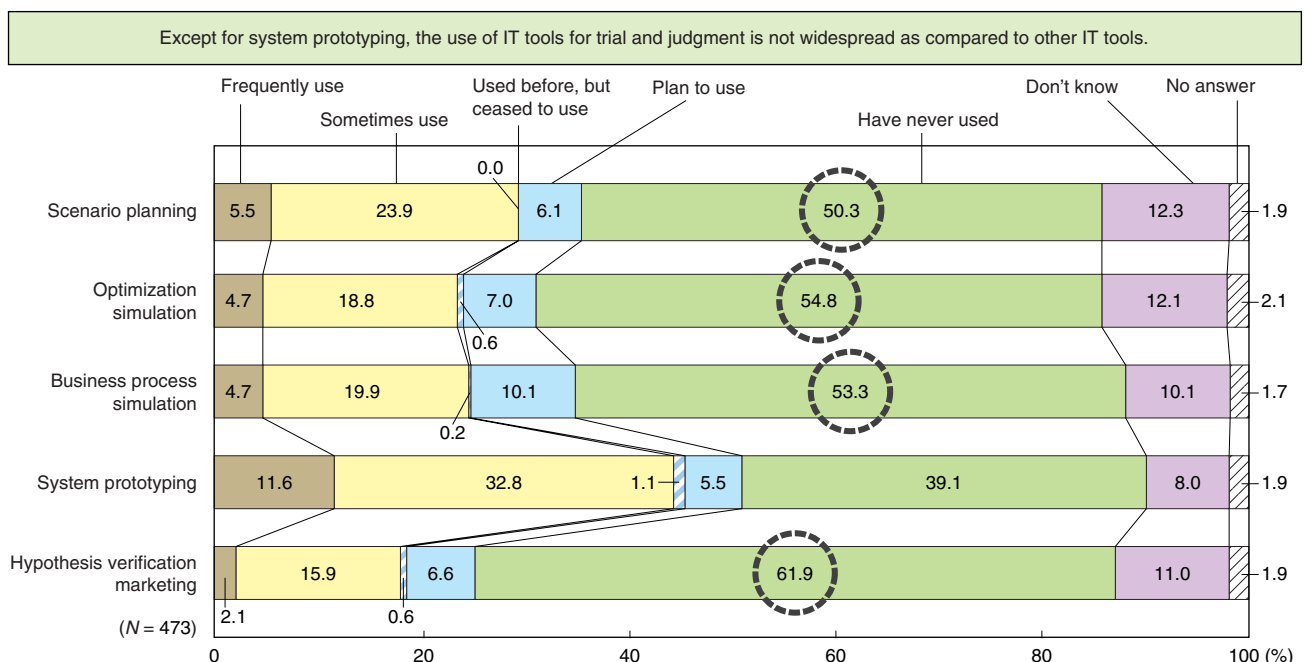 Except for system prototyping, the use of IT tools for trial and judgment is not widespread as compared to other IT tools.
Frequently use
Sometimes use
Used before, but
ceased to use
Plan to use
Have never used
Don't know
No answer
Scenario planning
5.5
23.9
0.0
6.1
50.3
12.3
1.9
Optimization
simulation
4.7
18.8
0.6
7.0
54.8
12.1
2.1
Business process
simulation
4.7
19.9
0.2
10.1
53.3
10.1
1.7
System prototyping
11.6
32.8
1.1
5.5
39.1
8.0
1.9
Hypothesis verification
marketing
2.1
15.9
0.6
6.6
61.9
11.0
1.9
(N = 473)
0
20
40
60
80
100 (%)